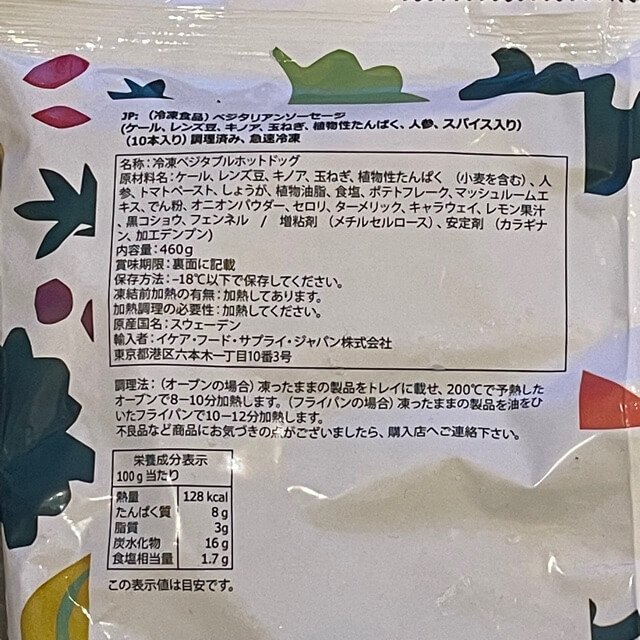 JP: (冷凍食品) ベジタリアンソーセージ
(ケール、レンズ豆、キノア、玉ねぎ、植物性たんぱく、人参、スパイス入り)
(10本入り) 調理済み、急速冷凍
名称:冷凍ベジタブルホットドッグ
原材料名:ケール、レンズ豆、キノア、玉ねぎ、植物性たんぱく (小麦を含む)、人
参、トマトペースト、しょうが、植物油脂、食塩、ポテトフレーク、マッシュルームエ
キス、でん粉、オニオンパウダー、セロリ、ターメリック、キャラウェイ、レモン果汁
、黒コショウ、フェンネル / 増粘剤 (メチルセルロース)、安定剤 (カラギナ
ン、加工デンプン)
内容量:460g
賞味期限:裏面に記載
保存方法:–18℃以下で保存してください。
凍結前加熱の有無:加熱してあります。
加熱調理の必要性:加熱してください。
原産国名:スウェーデン
輸入者:イケア・フード・サプライ・ジャパン株式会社
東京都港区六本木一丁目10番3号
調理法:(オーブンの場合) 凍ったままの製品をトレイに載せ、200℃で予熱した
オーブンで8–10分加熱します。(フライパンの場合) 凍ったままの製品を油をひ
いたフライパンで10–12分加熱します。
不良品など商品にお気づきの点がございましたら、購入店へご連絡下さい。
栄養成分表示
100g当たり
熱量 128 kcal
たんぱく質 8 g
脂質 3g
炭水化物 16 g
食塩相当量 1.7 g
この表示値は目安です。